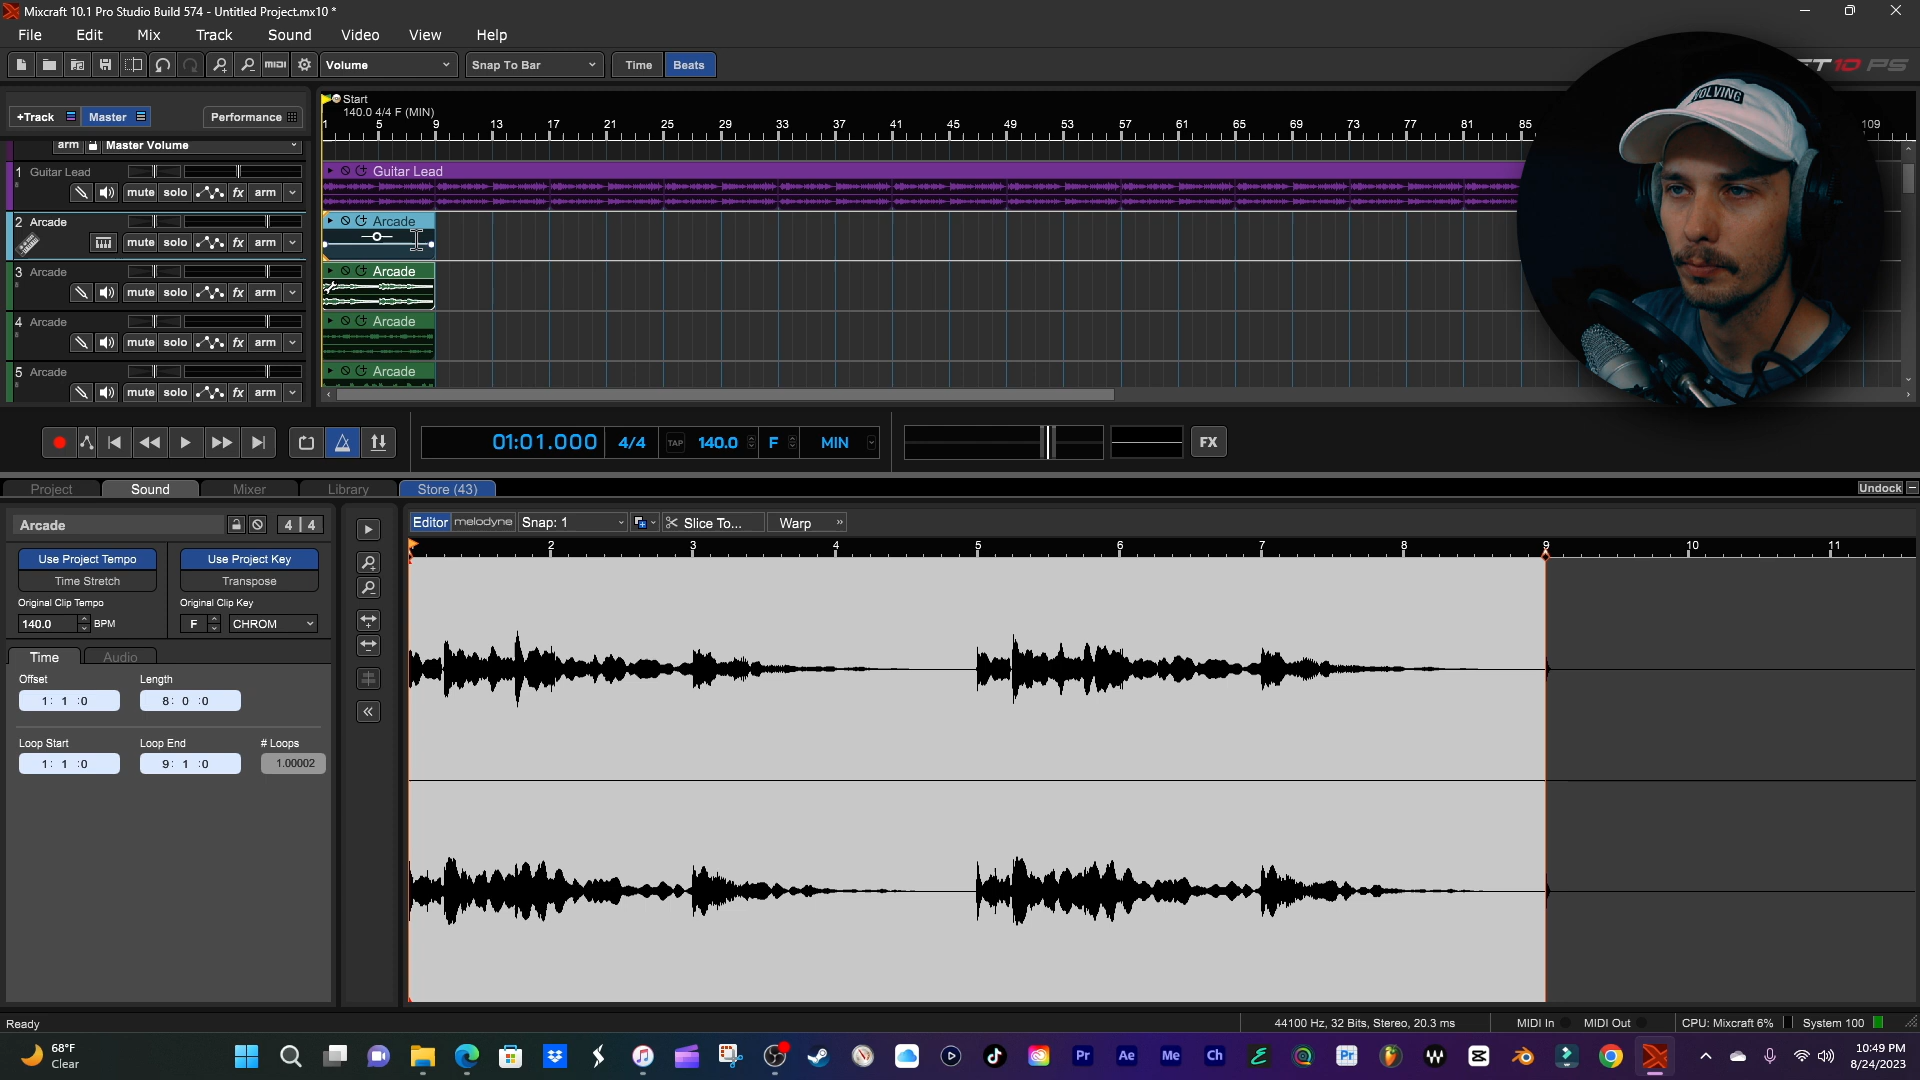 Mixcraft 10.1 Pro Studio Build 574 - Untitled Project.mx10 *
File Edit Mix Track Sound Video View Help
MIDI Volume Snap To Bar Time Beats
10 PS
VOLVING
+Track Master Performance
Start
140.0 4/4 F (MIN)
1 5 9 13 17 21 25 29 33 37 41 45 49 53 57 61 65 69 73 77 81 85 109
arm Master Volume
1 Guitar Lead
mute solo fx arm
Guitar Lead
2 Arcade
mute solo fx arm
Arcade
3 Arcade
mute solo fx arm
Arcade
4 Arcade
mute solo fx arm
Arcade
5 Arcade
mute solo fx arm
Arcade
01:01.000 4/4 TAP 140.0 F MIN FX
Project Sound Mixer Library Store (43) Undock
Arcade 4 | 4
Editor melodyne Snap: 1 Slice To... Warp »
2 3 4 5 6 7 8 9 10 11
Use Project Tempo Use Project Key
Time Stretch Transpose
Original Clip Tempo Original Clip Key
140.0 BPM F CHROM
Time Audio
Offset Length
1: 1 :0 8: 0 :0
Loop Start Loop End # Loops
1: 1 :0 9: 1 :0 1.00002
Ready 44100 Hz, 32 Bits, Stereo, 20.3 ms MIDI In MIDI Out CPU: Mixcraft 6% System 100
68°F
Clear
Pr Ae Me Ch Pr
10:49 PM
8/24/2023